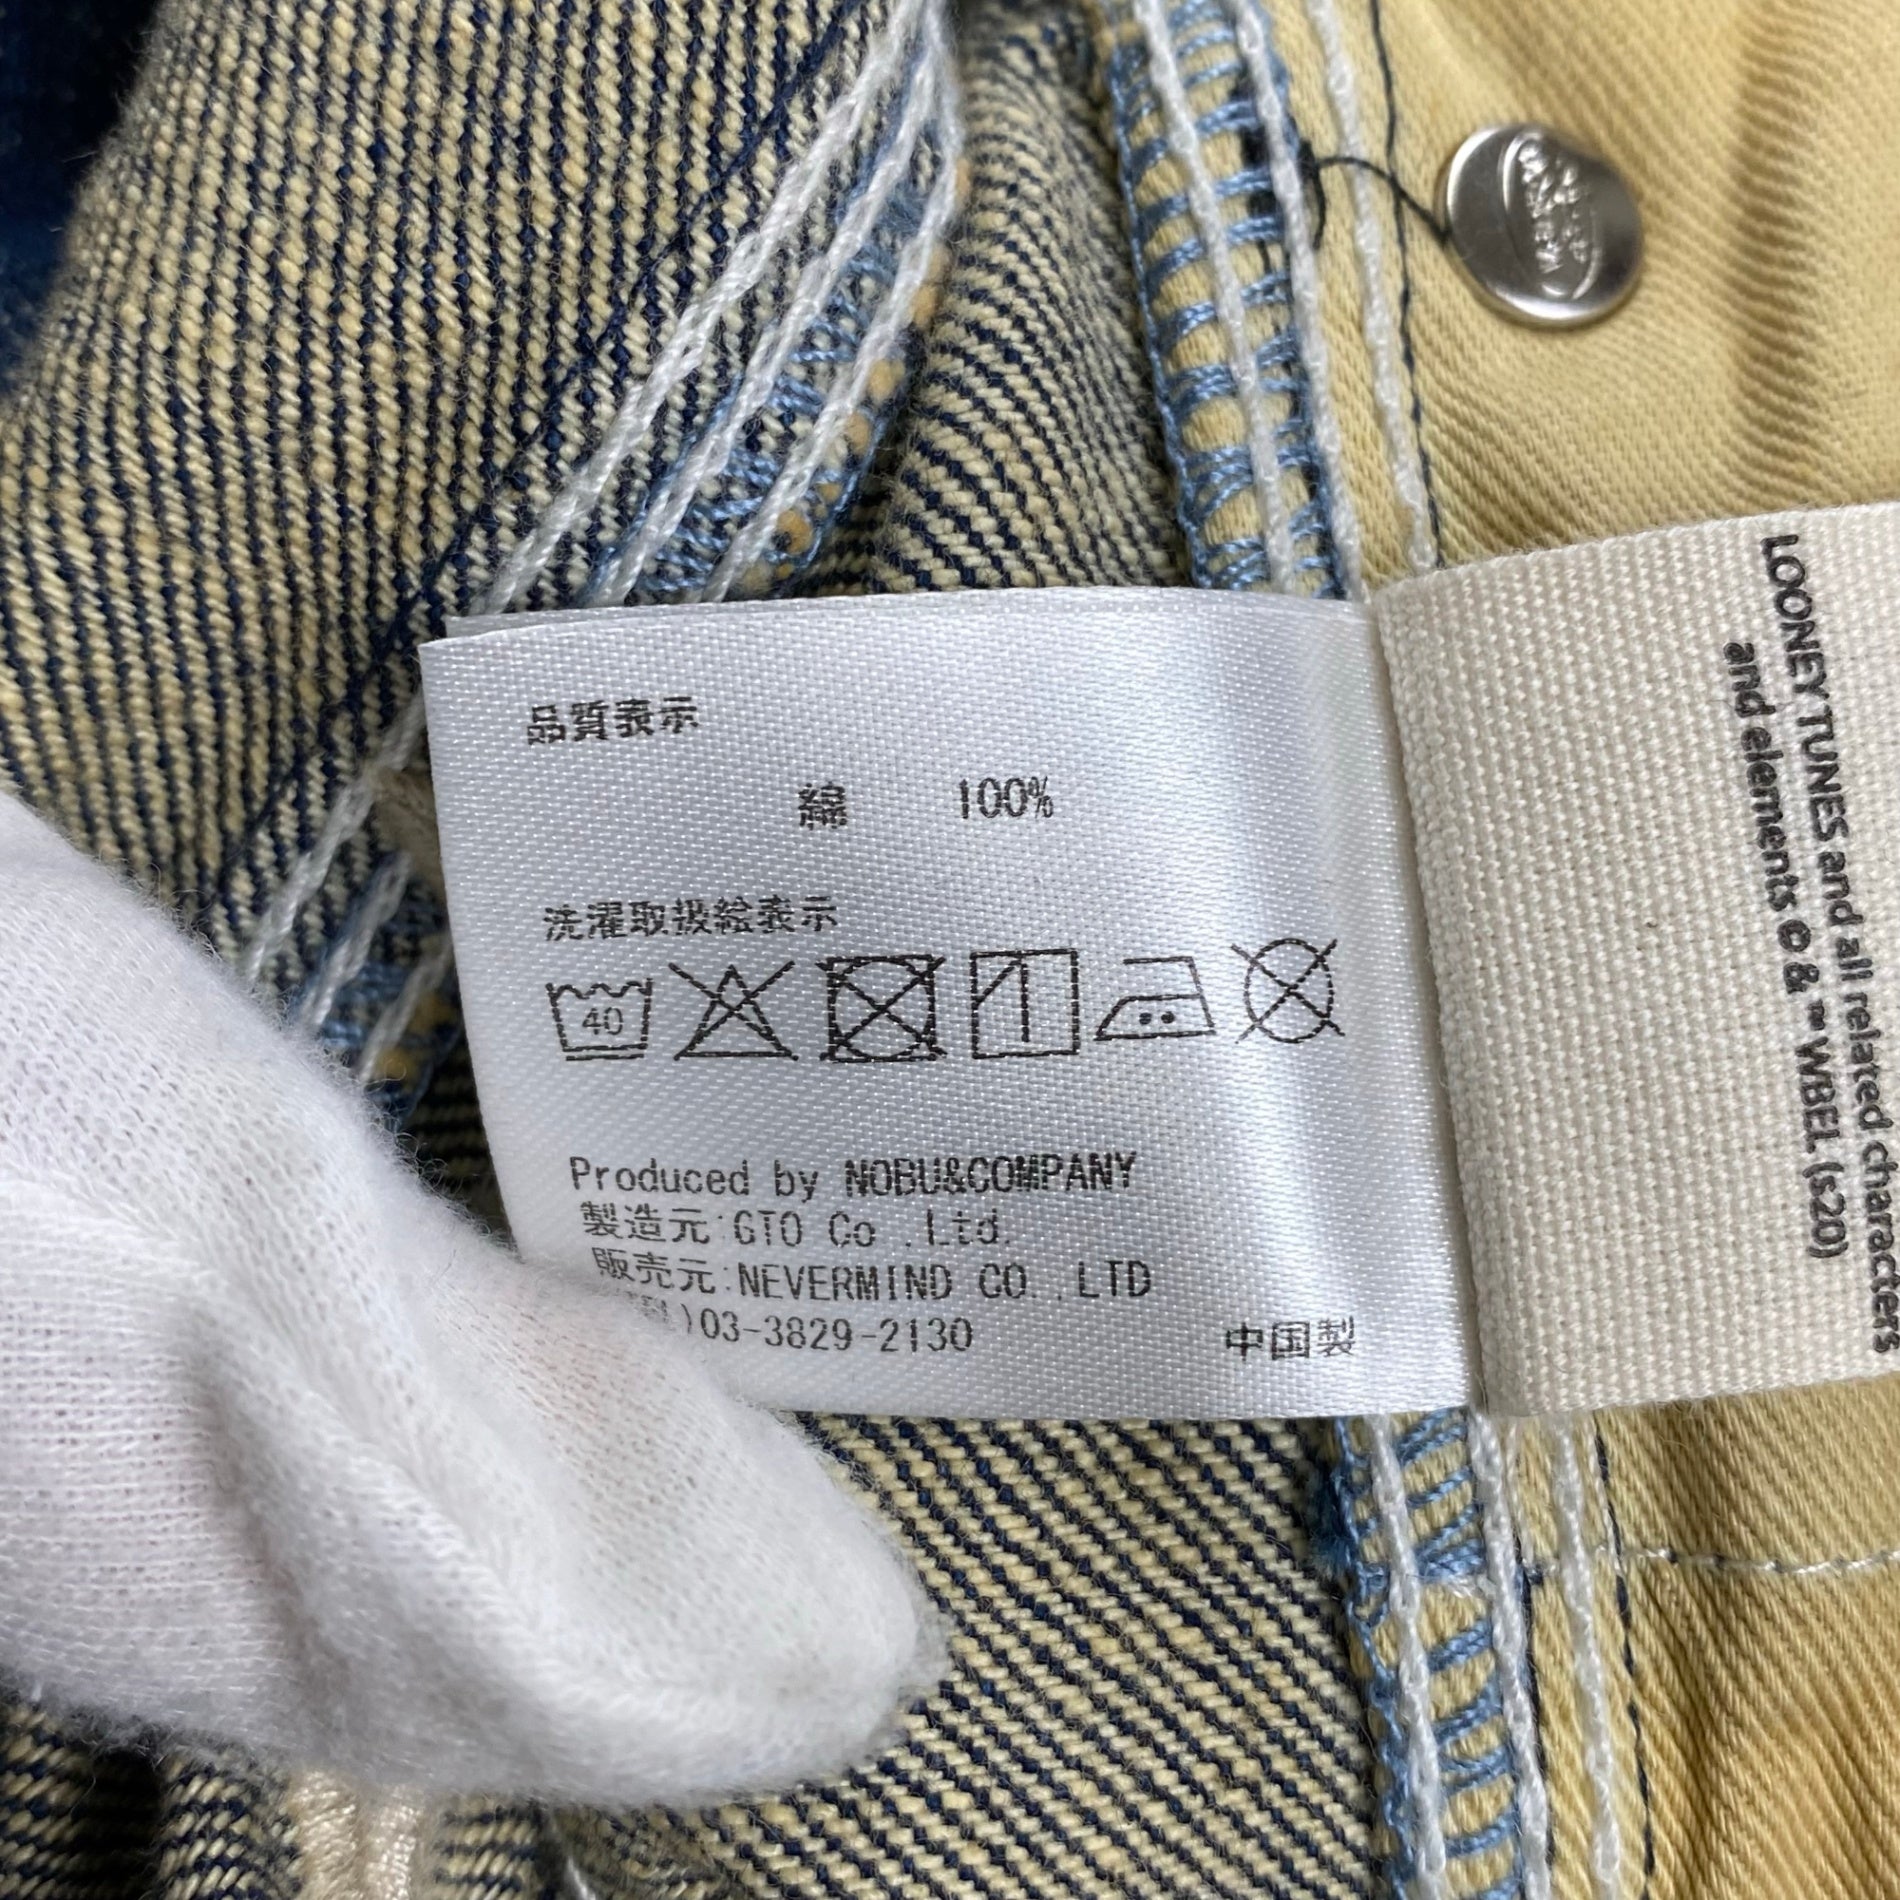 品質表示
綿 100%
洗濯取扱絵表示
40
Produced by NOBU&COMPANY
製造元:GTO Co .Ltd.
販売元:NEVERMIND CO.,LTD
03-3829-2130
中国製
LOONEY TUNES and all related characters
and elements © & ™ WBEI. (s20)